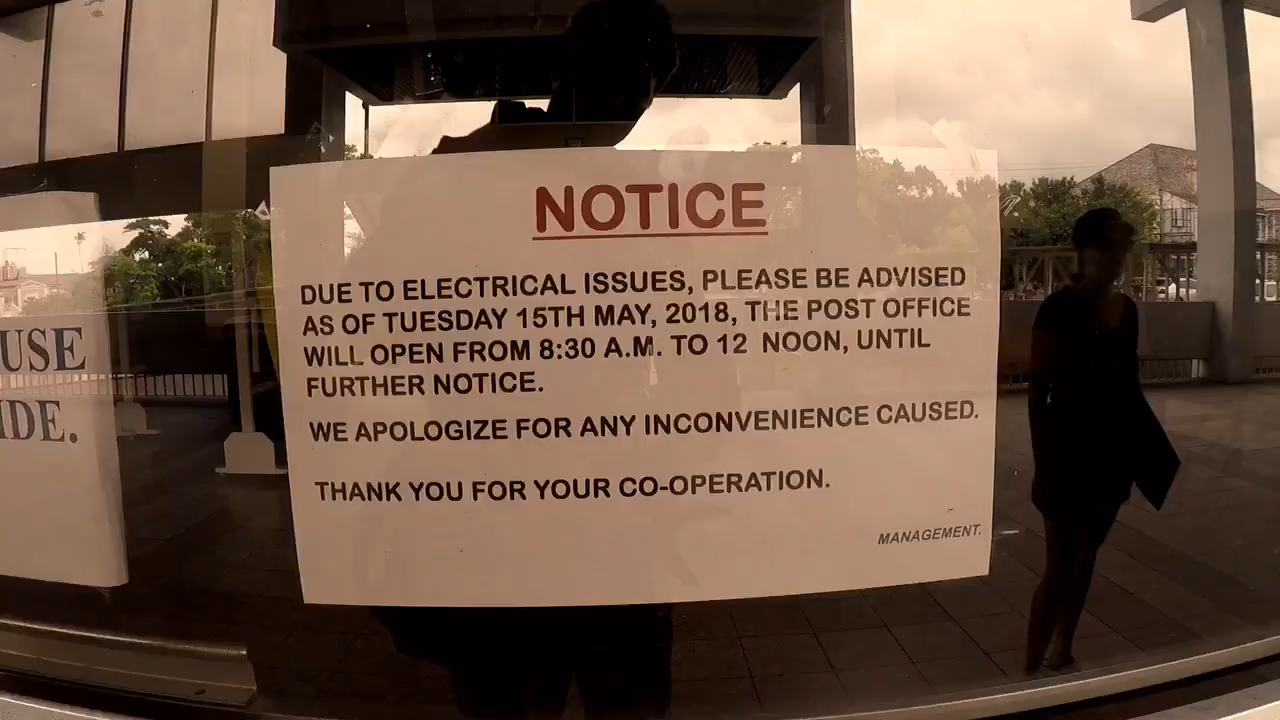 NOTICE
DUE TO ELECTRICAL ISSUES, PLEASE BE ADVISED
AS OF TUESDAY 15TH MAY, 2018, THE POST OFFICE
WILL OPEN FROM 8:30 A.M. TO 12 NOON, UNTIL
FURTHER NOTICE.
WE APOLOGIZE FOR ANY INCONVENIENCE CAUSED.
THANK YOU FOR YOUR CO-OPERATION.
MANAGEMENT.
USE
IDE.